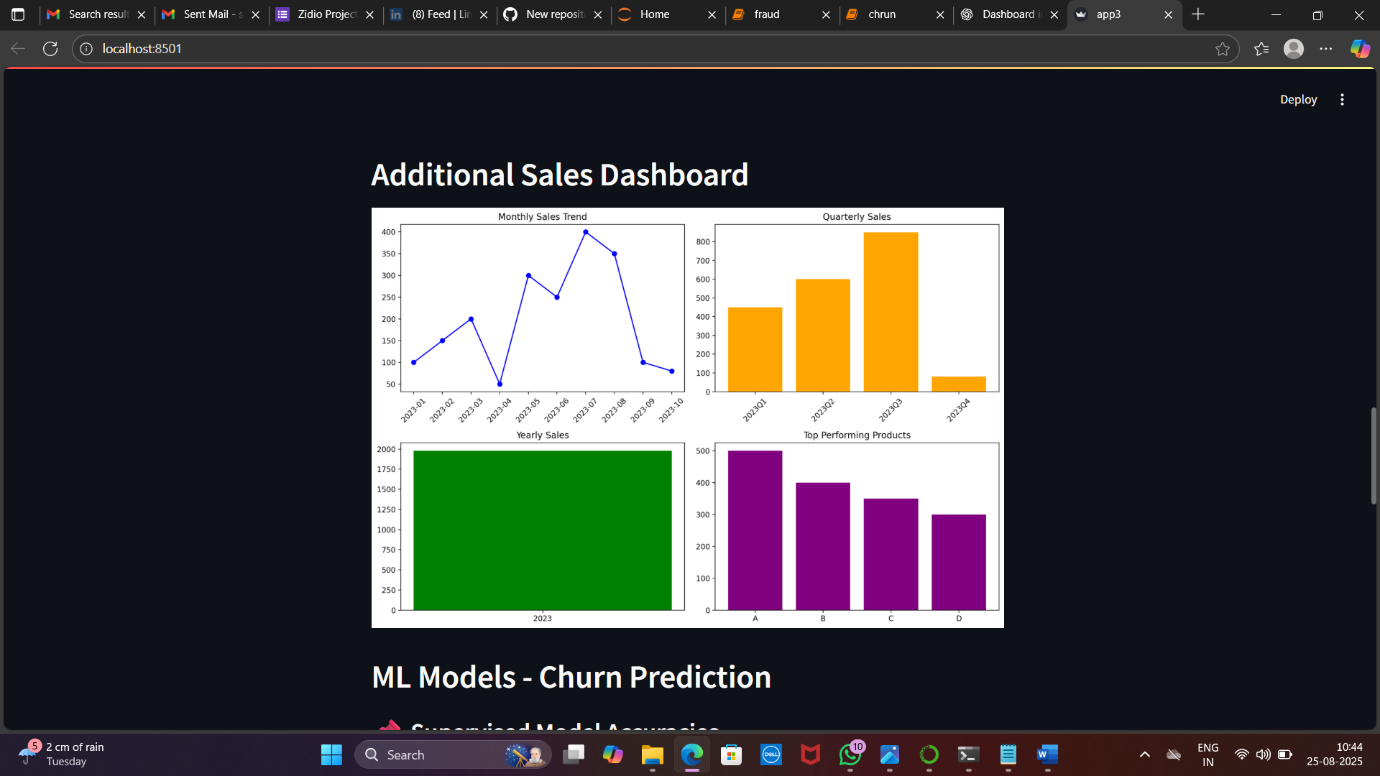 Search result
Sent Mail - s
Zidio Project
(8) Feed | Lin
New reposit
Home
fraud
chrun
Dashboard i
app3
localhost:8501
Deploy
Additional Sales Dashboard
Monthly Sales Trend
400
350
300
250
200
150
100
50
2023-01 2023-02 2023-03 2023-04 2023-05 2023-06 2023-07 2023-08 2023-09 2023-10
Quarterly Sales
800
700
600
500
400
300
200
100
0
2023Q1 2023Q2 2023Q3 2023Q4
Yearly Sales
2000
1750
1500
1250
1000
750
500
250
0
2023
Top Performing Products
500
400
300
200
100
0
A B C D
ML Models - Churn Prediction
Supervised Model Accuracies
5
2 cm of rain
Tuesday
Search
DELL
10
ENG
IN
10:44
25-08-2025